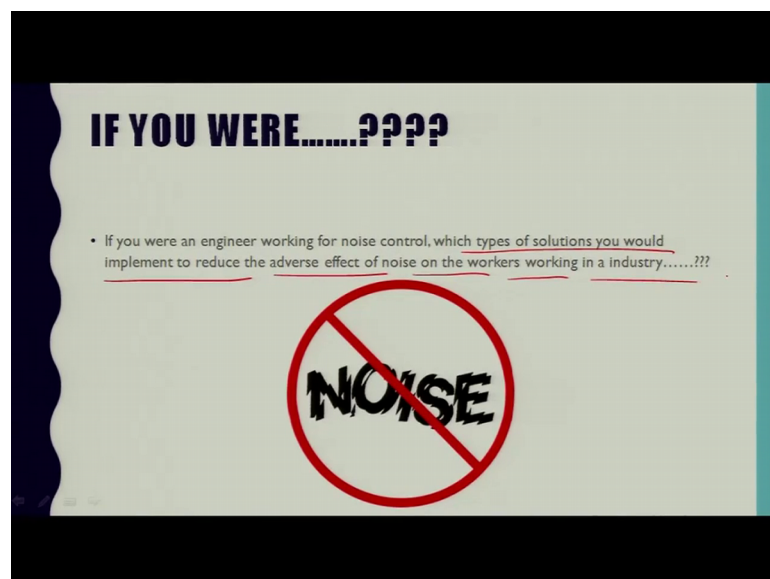 IF YOU WERE.......????
• If you were an engineer working for noise control, which types of solutions you would
implement to reduce the adverse effect of noise on the workers working in a industry......???
NOISE